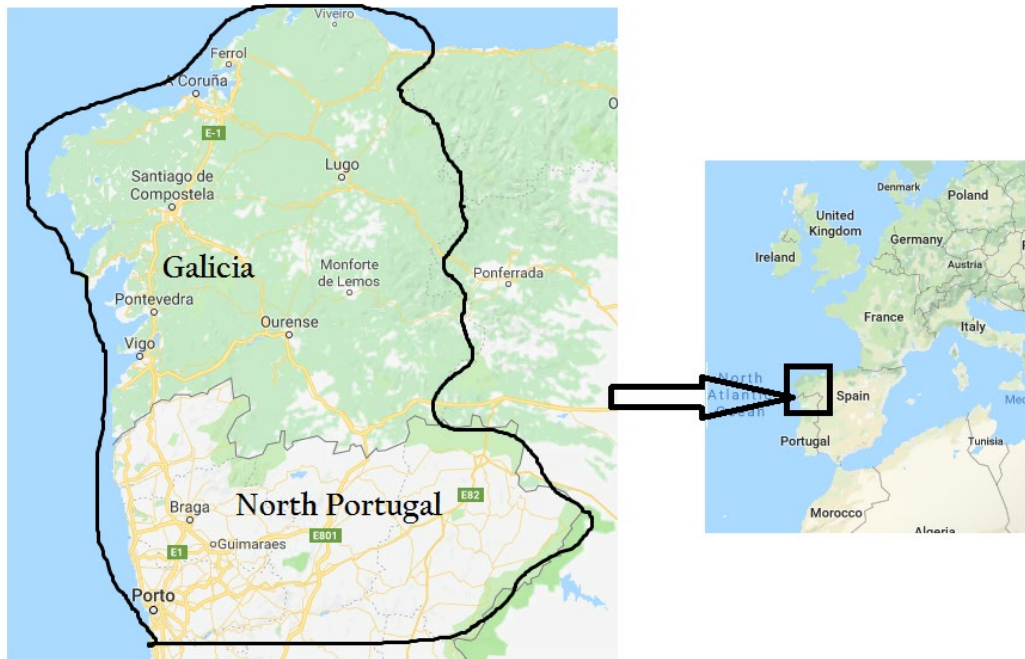 Viveiro
Ferrol
A Coruña
E-1
Lugo
Santiago de
Compostela
Galicia
Monforte
de Lemos
Ponferrada
Pontevedra
Ourense
Vigo
North Portugal
E82
Braga
E801
Guimaraes
E1
Porto
O
Denmark
United
Kingdom
Poland
Ireland
Germany
Austria
France
Italy
North
Atlantic
Ocean
Spain
Me
Portugal
Tunisia
Morocco
Algeria